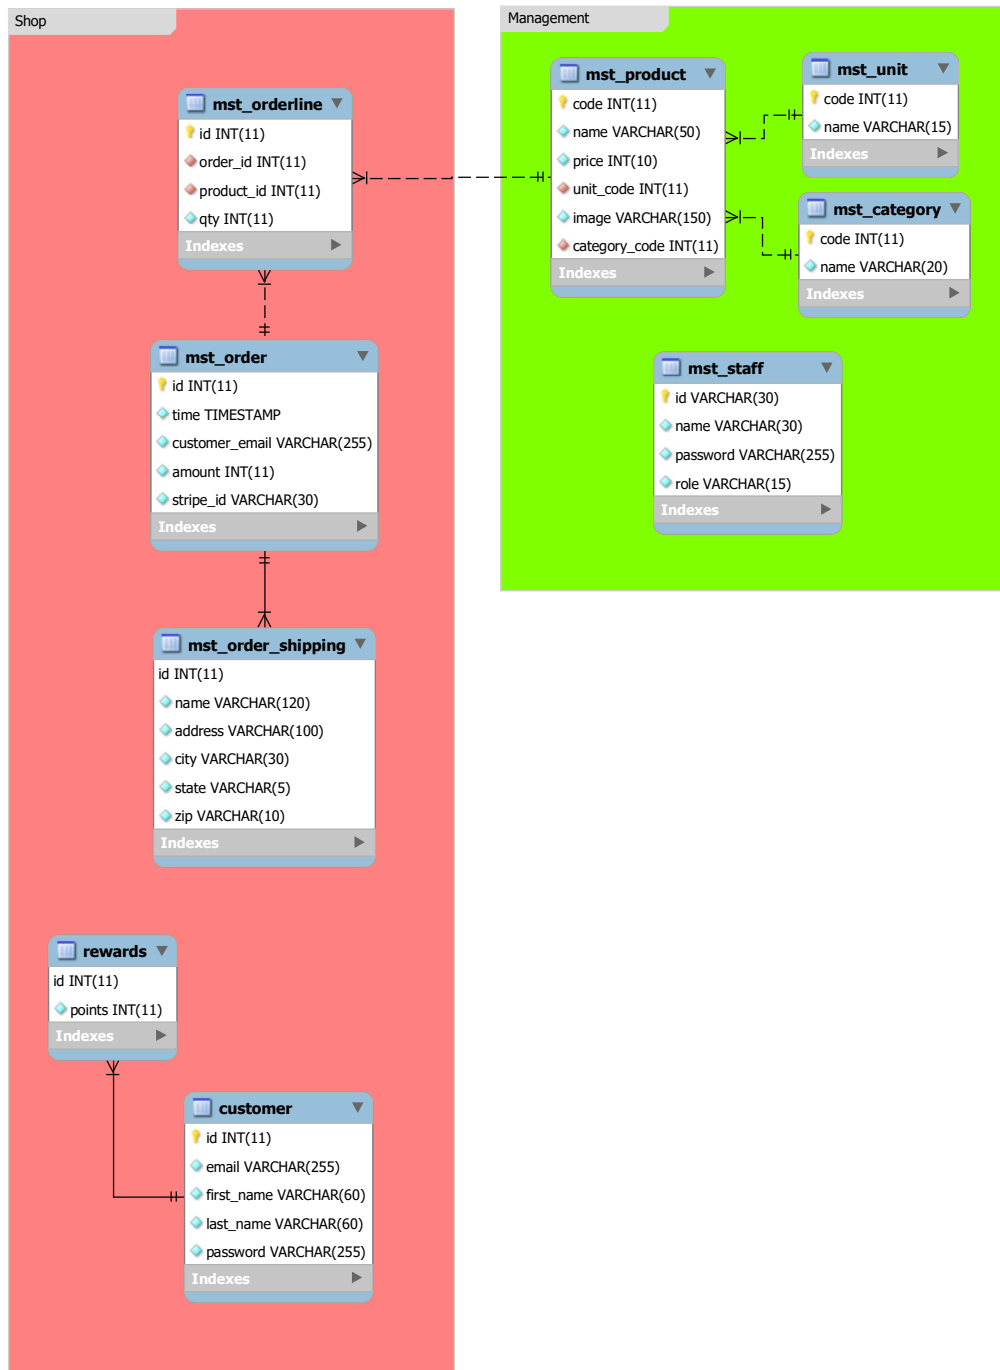 Shop
mst_orderline
id INT(11)
order_id INT(11)
product_id INT(11)
qty INT(11)
Indexes
mst_order
id INT(11)
time TIMESTAMP
customer_email VARCHAR(255)
amount INT(11)
stripe_id VARCHAR(30)
Indexes
mst_order_shipping
id INT(11)
name VARCHAR(120)
address VARCHAR(100)
city VARCHAR(30)
state VARCHAR(5)
zip VARCHAR(10)
Indexes
rewards
id INT(11)
points INT(11)
Indexes
customer
id INT(11)
email VARCHAR(255)
first_name VARCHAR(60)
last_name VARCHAR(60)
password VARCHAR(255)
Indexes
Management
mst_product
code INT(11)
name VARCHAR(50)
price INT(10)
unit_code INT(11)
image VARCHAR(150)
category_code INT(11)
Indexes
mst_unit
code INT(11)
name VARCHAR(15)
Indexes
mst_category
code INT(11)
name VARCHAR(20)
Indexes
mst_staff
id VARCHAR(30)
name VARCHAR(30)
password VARCHAR(255)
role VARCHAR(15)
Indexes